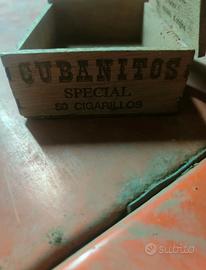 CUBANITOS
SPECIAL
50 CIGARILLOS
subito